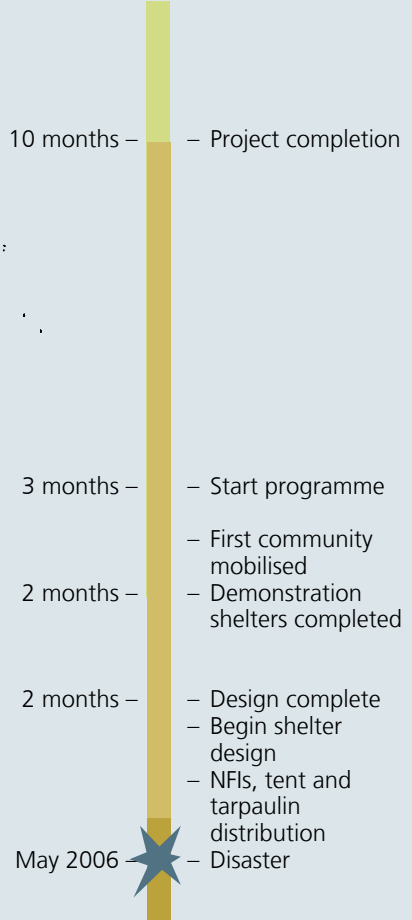 10 months – – Project completion
3 months – – Start programme
– First community
mobilised
2 months – – Demonstration
shelters completed
2 months – – Design complete
– Begin shelter
design
– NFIs, tent and
tarpaulin
distribution
May 2006 – – Disaster